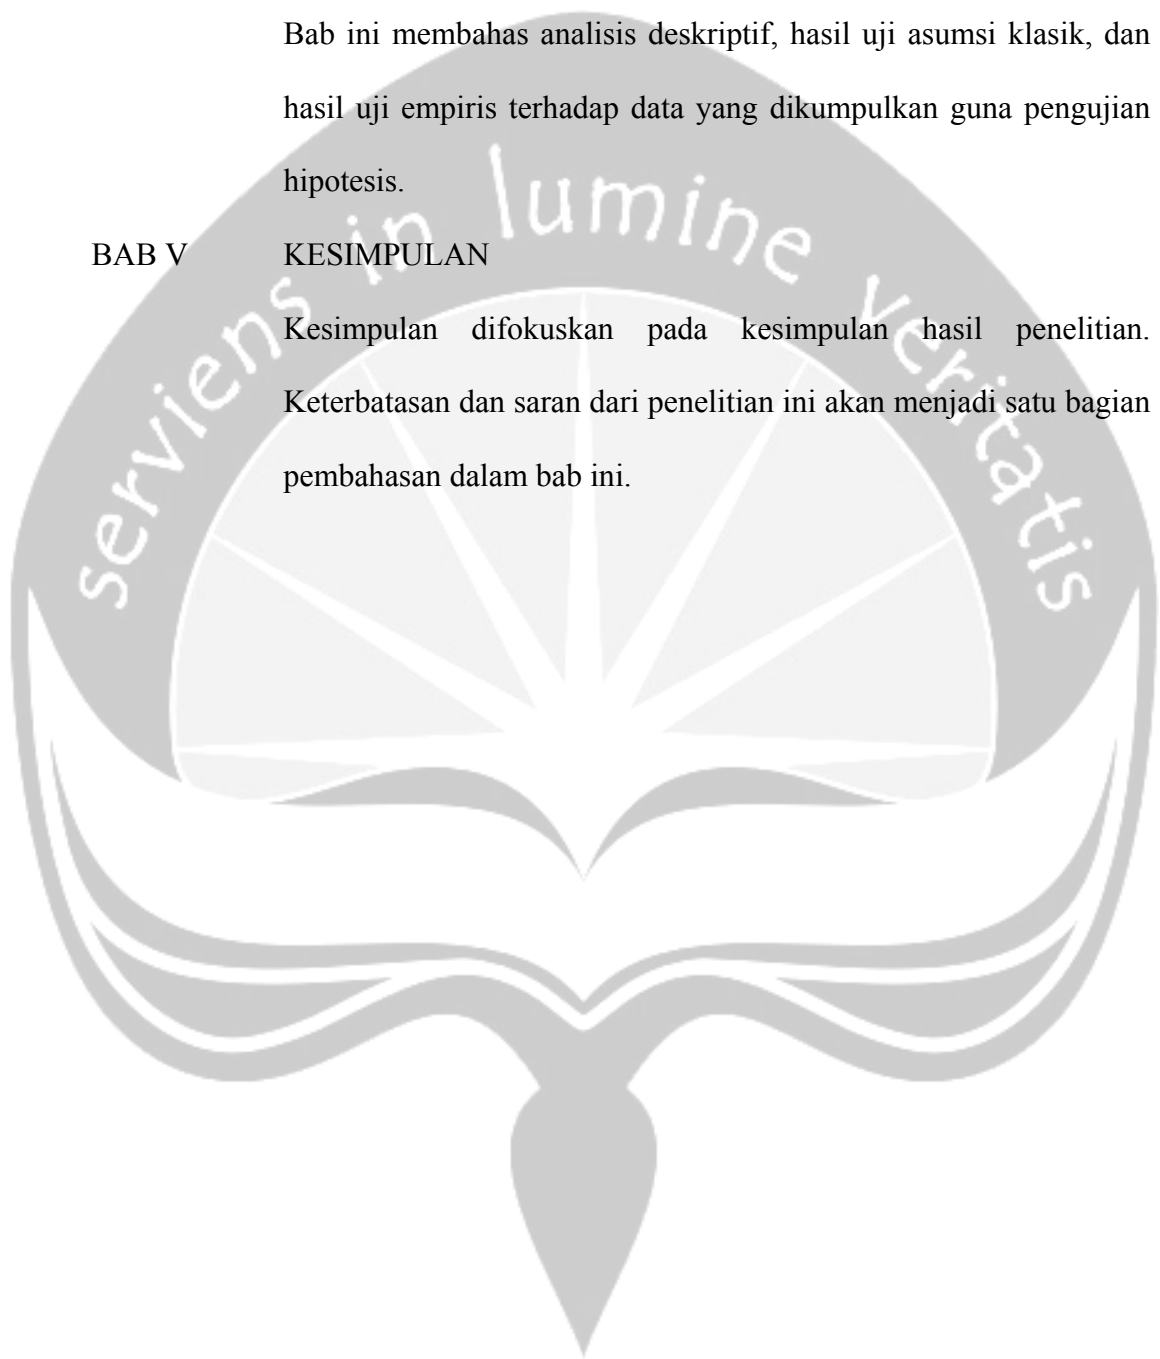 Bab ini membahas analisis deskriptif, hasil uji asumsi klasik, dan
hasil uji empiris terhadap data yang dikumpulkan guna pengujian
hipotesis.
serviens in lumine veritatis
BAB V KESIMPULAN
Kesimpulan difokuskan pada kesimpulan hasil penelitian.
Keterbatasan dan saran dari penelitian ini akan menjadi satu bagian
pembahasan dalam bab ini.